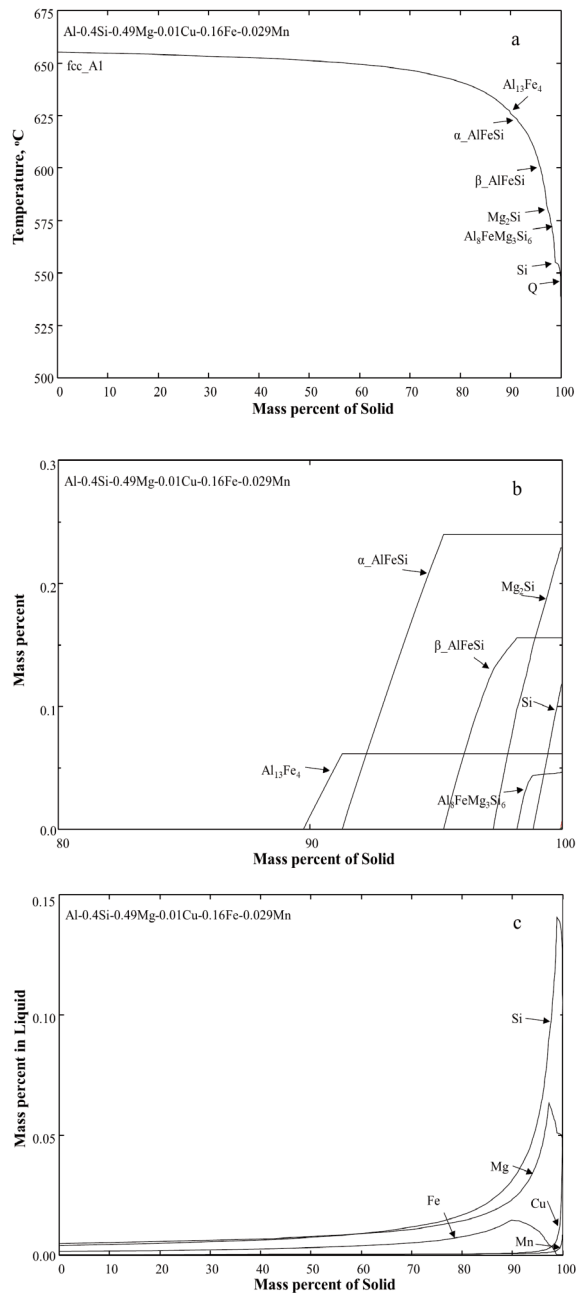 675
Al-0.4Si-0.49Mg-0.01Cu-0.16Fe-0.029Mn
a
650
fcc_A1
Al13Fe4
625
α_AlFeSi
600
β_AlFeSi
Mg2Si
575
Al8FeMg3Si6
Si
550
Q
525
500
Temperature, °C
0 10 20 30 40 50 60 70 80 90 100
Mass percent of Solid
0.3
Al-0.4Si-0.49Mg-0.01Cu-0.16Fe-0.029Mn
b
α_AlFeSi
0.2
Mg2Si
β_AlFeSi
Si
0.1
Al13Fe4
Al8FeMg3Si6
0.0
Mass percent
80 90 100
Mass percent of Solid
0.15
Al-0.4Si-0.49Mg-0.01Cu-0.16Fe-0.029Mn
c
Si
0.10
0.05
Mg
Fe
Cu
Mn
0.00
Mass percent in Liquid
0 10 20 30 40 50 60 70 80 90 100
Mass percent of Solid